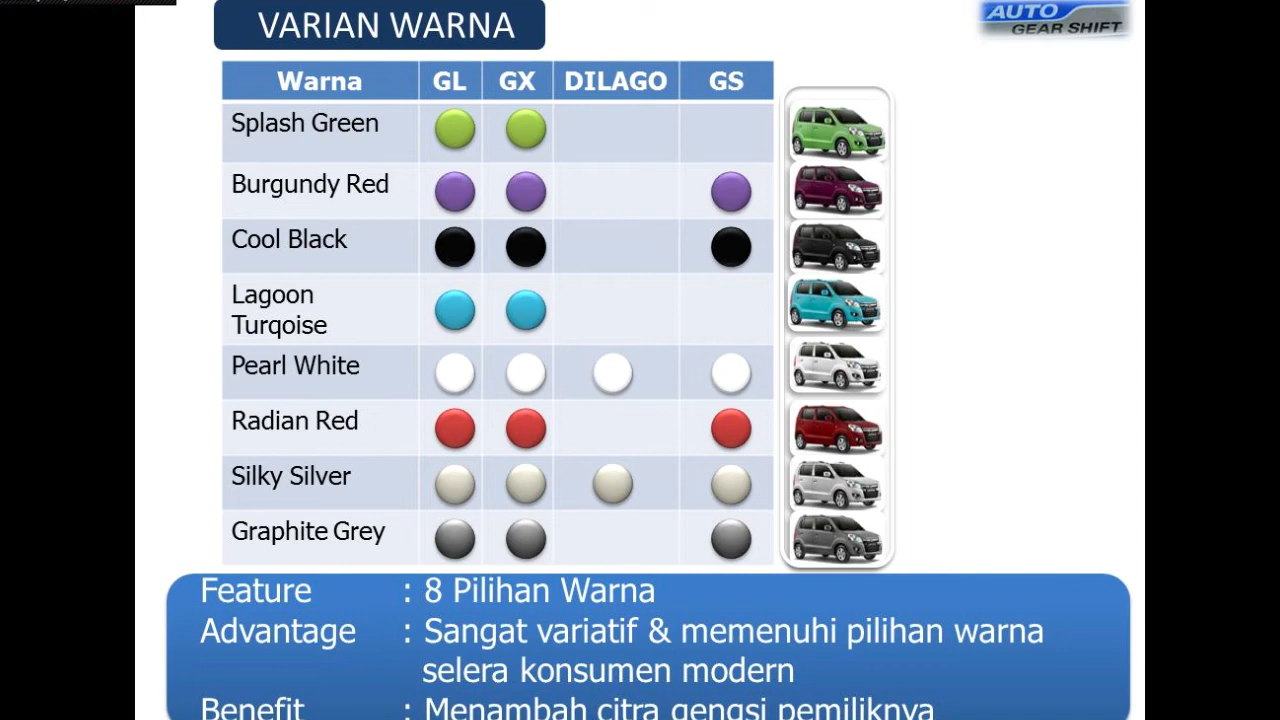 VARIAN WARNA
AUTO
GEAR SHIFT
Warna GL GX DILAGO GS
Splash Green
Burgundy Red
Cool Black
Lagoon
Turqoise
Pearl White
Radian Red
Silky Silver
Graphite Grey
Feature : 8 Pilihan Warna
Advantage : Sangat variatif & memenuhi pilihan warna
selera konsumen modern
Benefit : Menambah citra gengsi pemiliknya